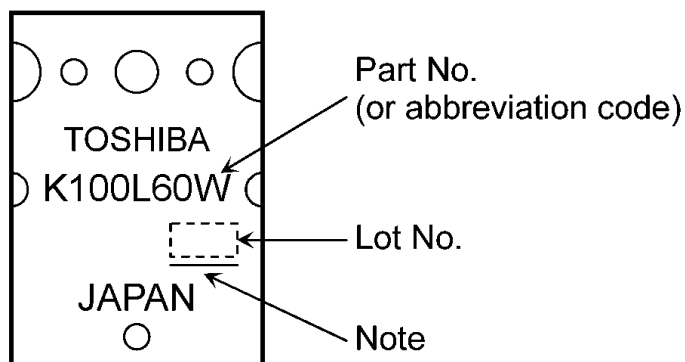 TOSHIBA
K100L60W
JAPAN
Part No.
(or abbreviation code)
Lot No.
Note